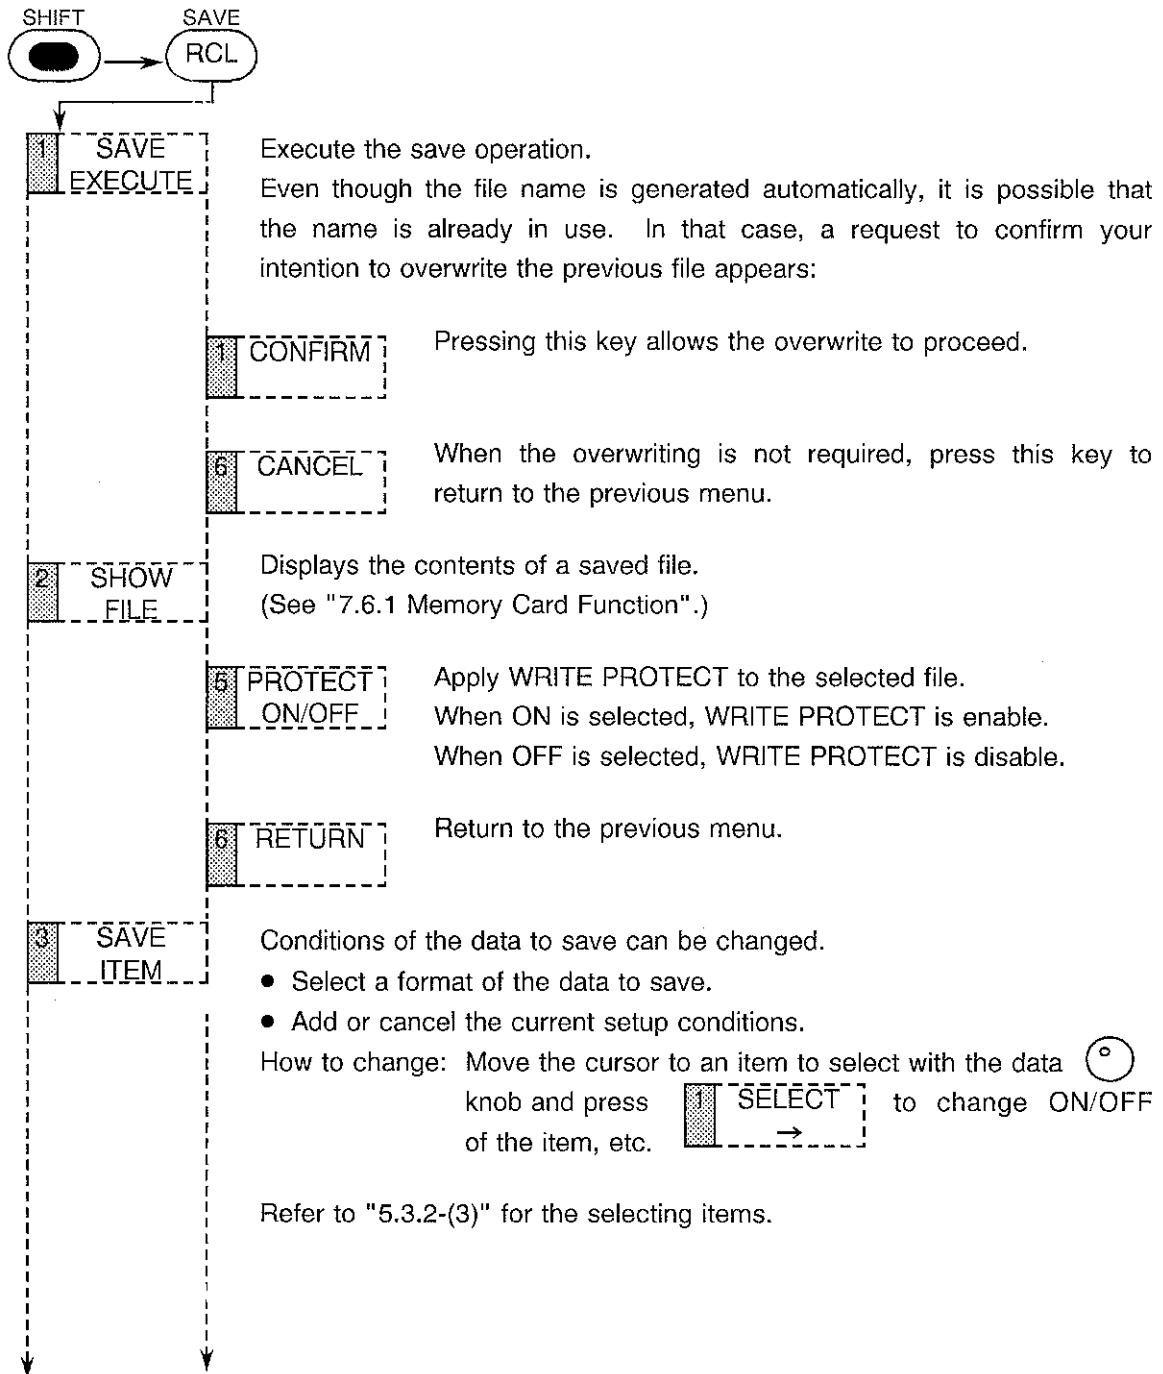 SHIFT SAVE
RCL
1 SAVE
EXECUTE
Execute the save operation.
Even though the file name is generated automatically, it is possible that
the name is already in use. In that case, a request to confirm your
intention to overwrite the previous file appears:
1 CONFIRM
Pressing this key allows the overwrite to proceed.
6 CANCEL
When the overwriting is not required, press this key to
return to the previous menu.
2 SHOW
FILE
Displays the contents of a saved file.
(See "7.6.1 Memory Card Function".)
5 PROTECT
ON/OFF
Apply WRITE PROTECT to the selected file.
When ON is selected, WRITE PROTECT is enable.
When OFF is selected, WRITE PROTECT is disable.
6 RETURN
Return to the previous menu.
3 SAVE
ITEM
Conditions of the data to save can be changed.
● Select a format of the data to save.
● Add or cancel the current setup conditions.
How to change: Move the cursor to an item to select with the data
knob and press 1 SELECT → to change ON/OFF
of the item, etc.
Refer to "5.3.2-(3)" for the selecting items.